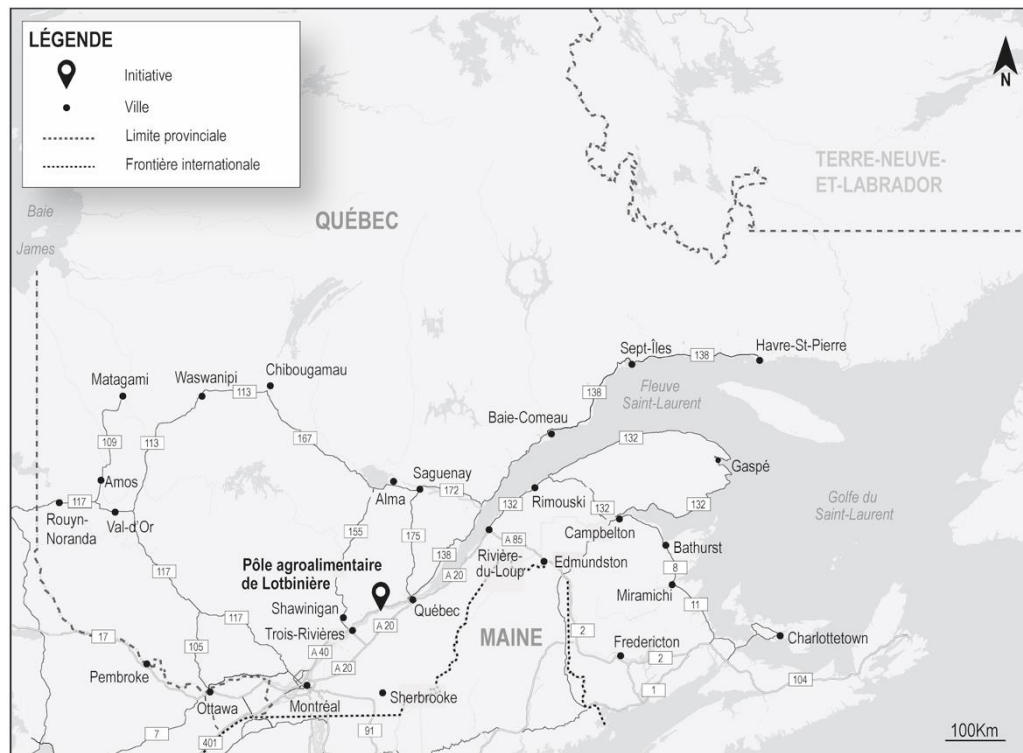 LÉGENDE
Initiative
Ville
Limite provinciale
Frontière internationale
N
TERRE-NEUVE-
ET-LABRADOR
Baie
James
QUÉBEC
Sept-Îles
138
Havre-St-Pierre
Fleuve
Saint-Laurent
138
Matagami
Waswanipi
113
Chibougamau
Baie-Comeau
109
113
167
132
Gaspé
Amos
Alma
Saguenay
172
Rimouski
132
132
132
Golfe du
Saint-Laurent
117
Rouyn-
Noranda
Val-d'Or
155
175
138
Rivière-
du-Loup
A 85
Campbelton
Bathurst
A 20
Edmundston
8
117
Pôle agroalimentaire
de Lotbinière
Miramichi
11
Québec
Shawinigan
Trois-Rivières
A 20
117
17
105
A 40
A 20
MAINE
2
Fredericton
2
Charlottetown
Pembroke
Ottawa
Montréal
Sherbrooke
1
104
7
401
91
100Km